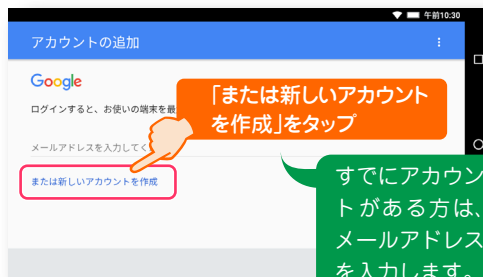 午前10:30
アカウントの追加
Google
ログインすると、お使いの端末を最
「または新しいアカウント
を作成」をタップ
メールアドレスを入力してく
または新しいアカウントを作成
すでにアカウン
トがある方は、
メールアドレス
を入力します。